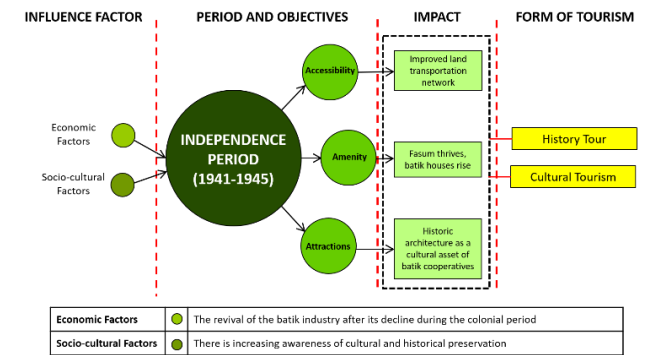 INFLUENCE FACTOR
PERIOD AND OBJECTIVES
IMPACT
FORM OF TOURISM
Economic
Factors
Socio-cultural
Factors
INDEPENDENCE
PERIOD
(1941-1945)
Accessibility
Amenity
Attractions
Improved land
transportation
network
Fasum thrives,
batik houses rise
Historic
architecture as a
cultural asset of
batik cooperatives
History Tour
Cultural Tourism
Economic Factors The revival of the batik industry after its decline during the colonial period
Socio-cultural Factors There is increasing awareness of cultural and historical preservation